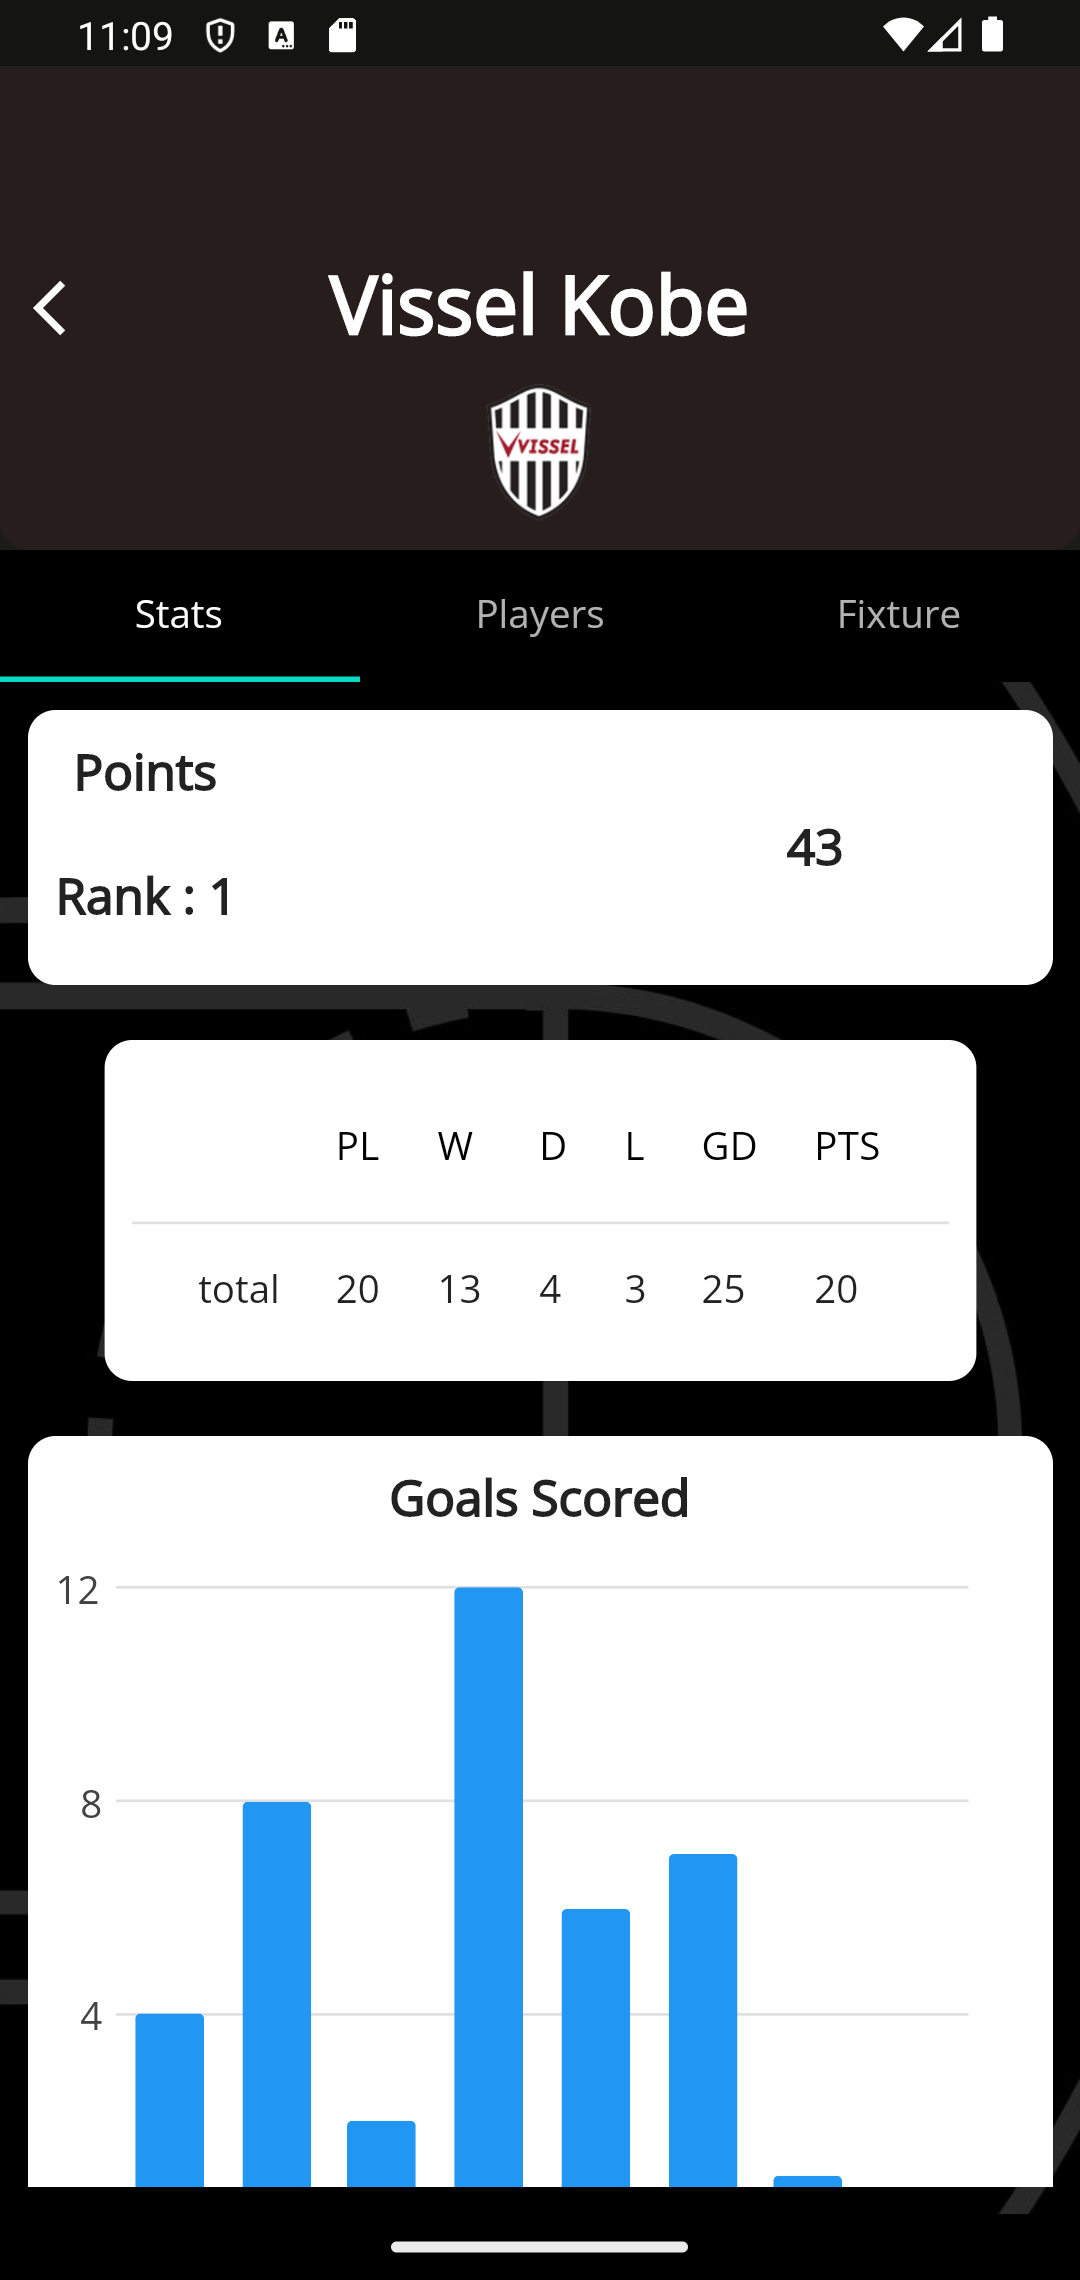 11:09
Vissel Kobe
VISSEL
Stats Players Fixture
Points
43
Rank : 1
PL W D L GD PTS
total 20 13 4 3 25 20
Goals Scored
12
8
4